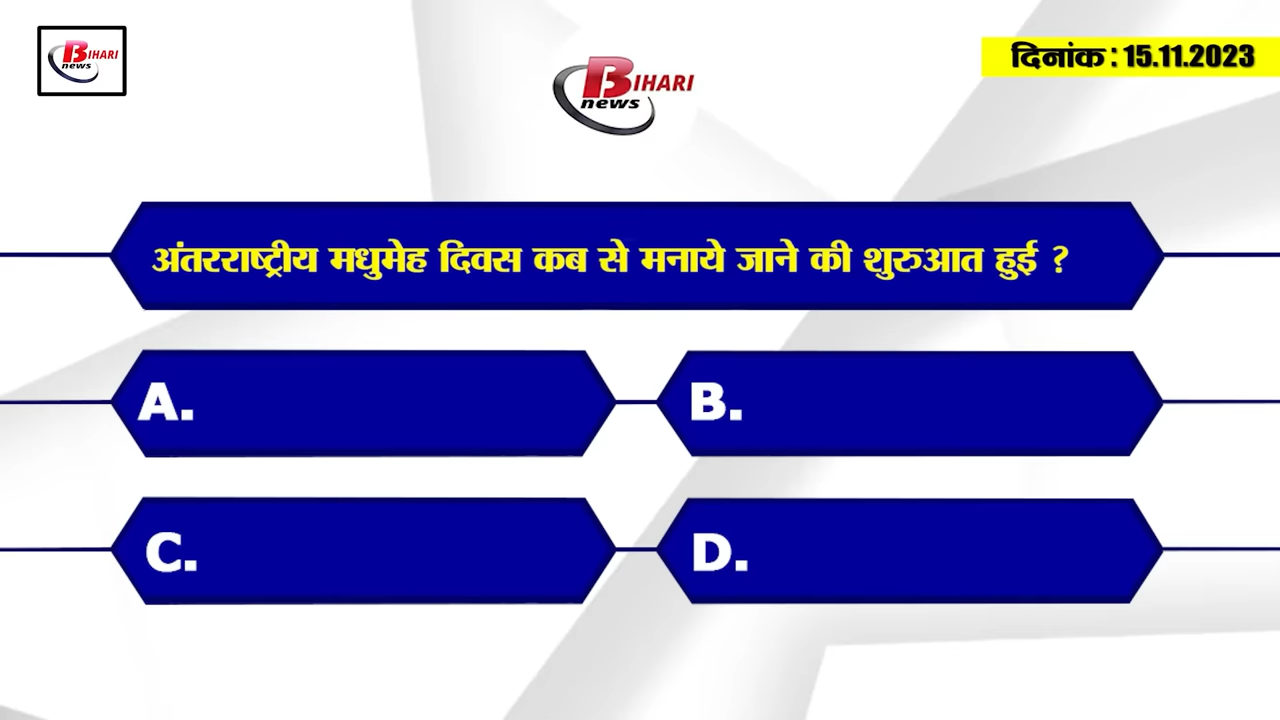 BIHARI
news
BIHARI
news
दिनांक : 15.11.2023
अंतरराष्ट्रीय मधुमेह दिवस कब से मनाये जाने की शुरुआत हुई ?
A.
B.
C.
D.